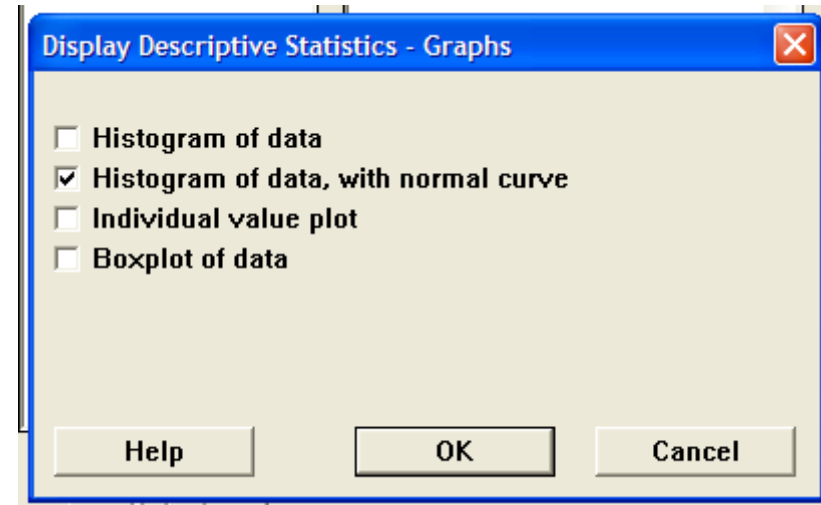 Display Descriptive Statistics - Graphs
Histogram of data
Histogram of data, with normal curve
Individual value plot
Boxplot of data
Help OK Cancel